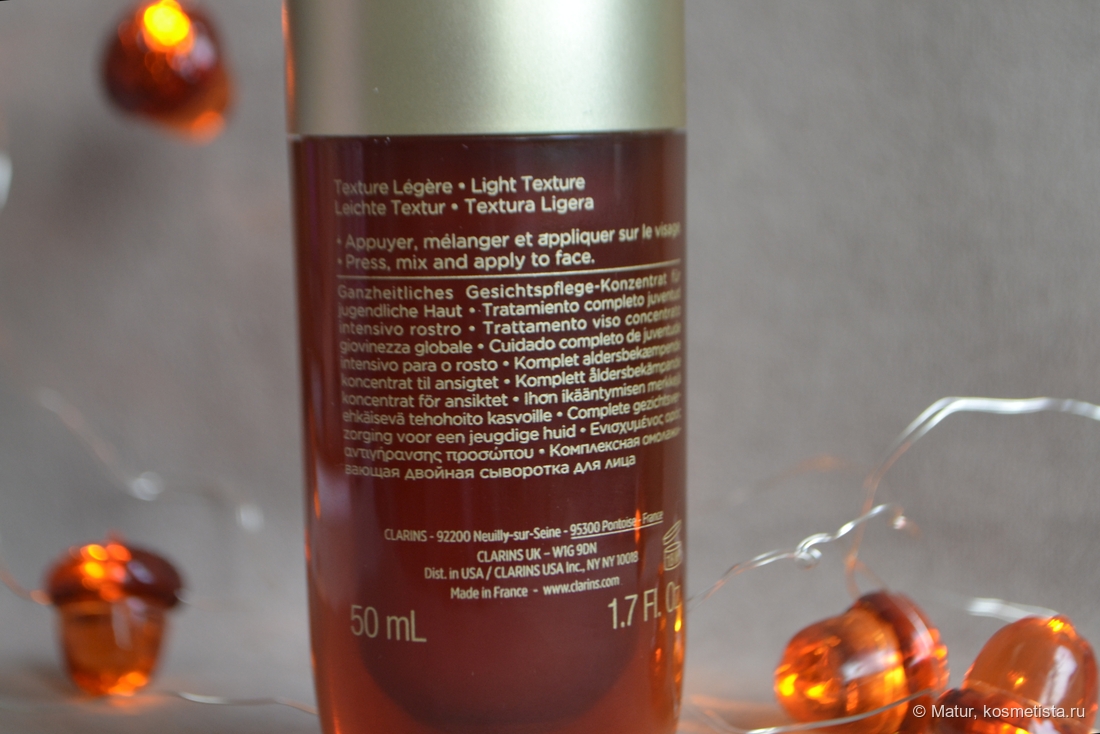 Texture Légère • Light Texture
Leichte Textur • Textura Ligera
• Appuyer, mélanger et appliquer sur le visage
• Press, mix and apply to face.
Ganzheitliches Gesichtspflege-Konzentrat für
jugendliche Haut • Tratamiento completo juventud
intensivo rostro • Trattamento viso concentrato
giovinezza globale • Cuidado completo de juventude
intensivo para o rosto • Komplet aldersbekæmpende
koncentrat til ansigtet • Komplett åldersbekämpande
koncentrat för ansiktet • Ihon ikääntymisen merkkejä
ehkäisevä tehohoito kasvoille • Complete gezichtsver-
zorging voor een jeugdige huid • Ενισχυμένος ορός
αντιγήρανσης προσώπου • Комплексная омолажи-
вающая двойная сыворотка для лица
CLARINS - 92200 Neuilly-sur-Seine - 95300 Pontoise - France
CLARINS UK – W1G 9DN
Dist. in USA / CLARINS USA Inc., NY NY 10018
Made in France - www.clarins.com
50 mL
1.7 Fl. Oz
© Matur, kosmetista.ru